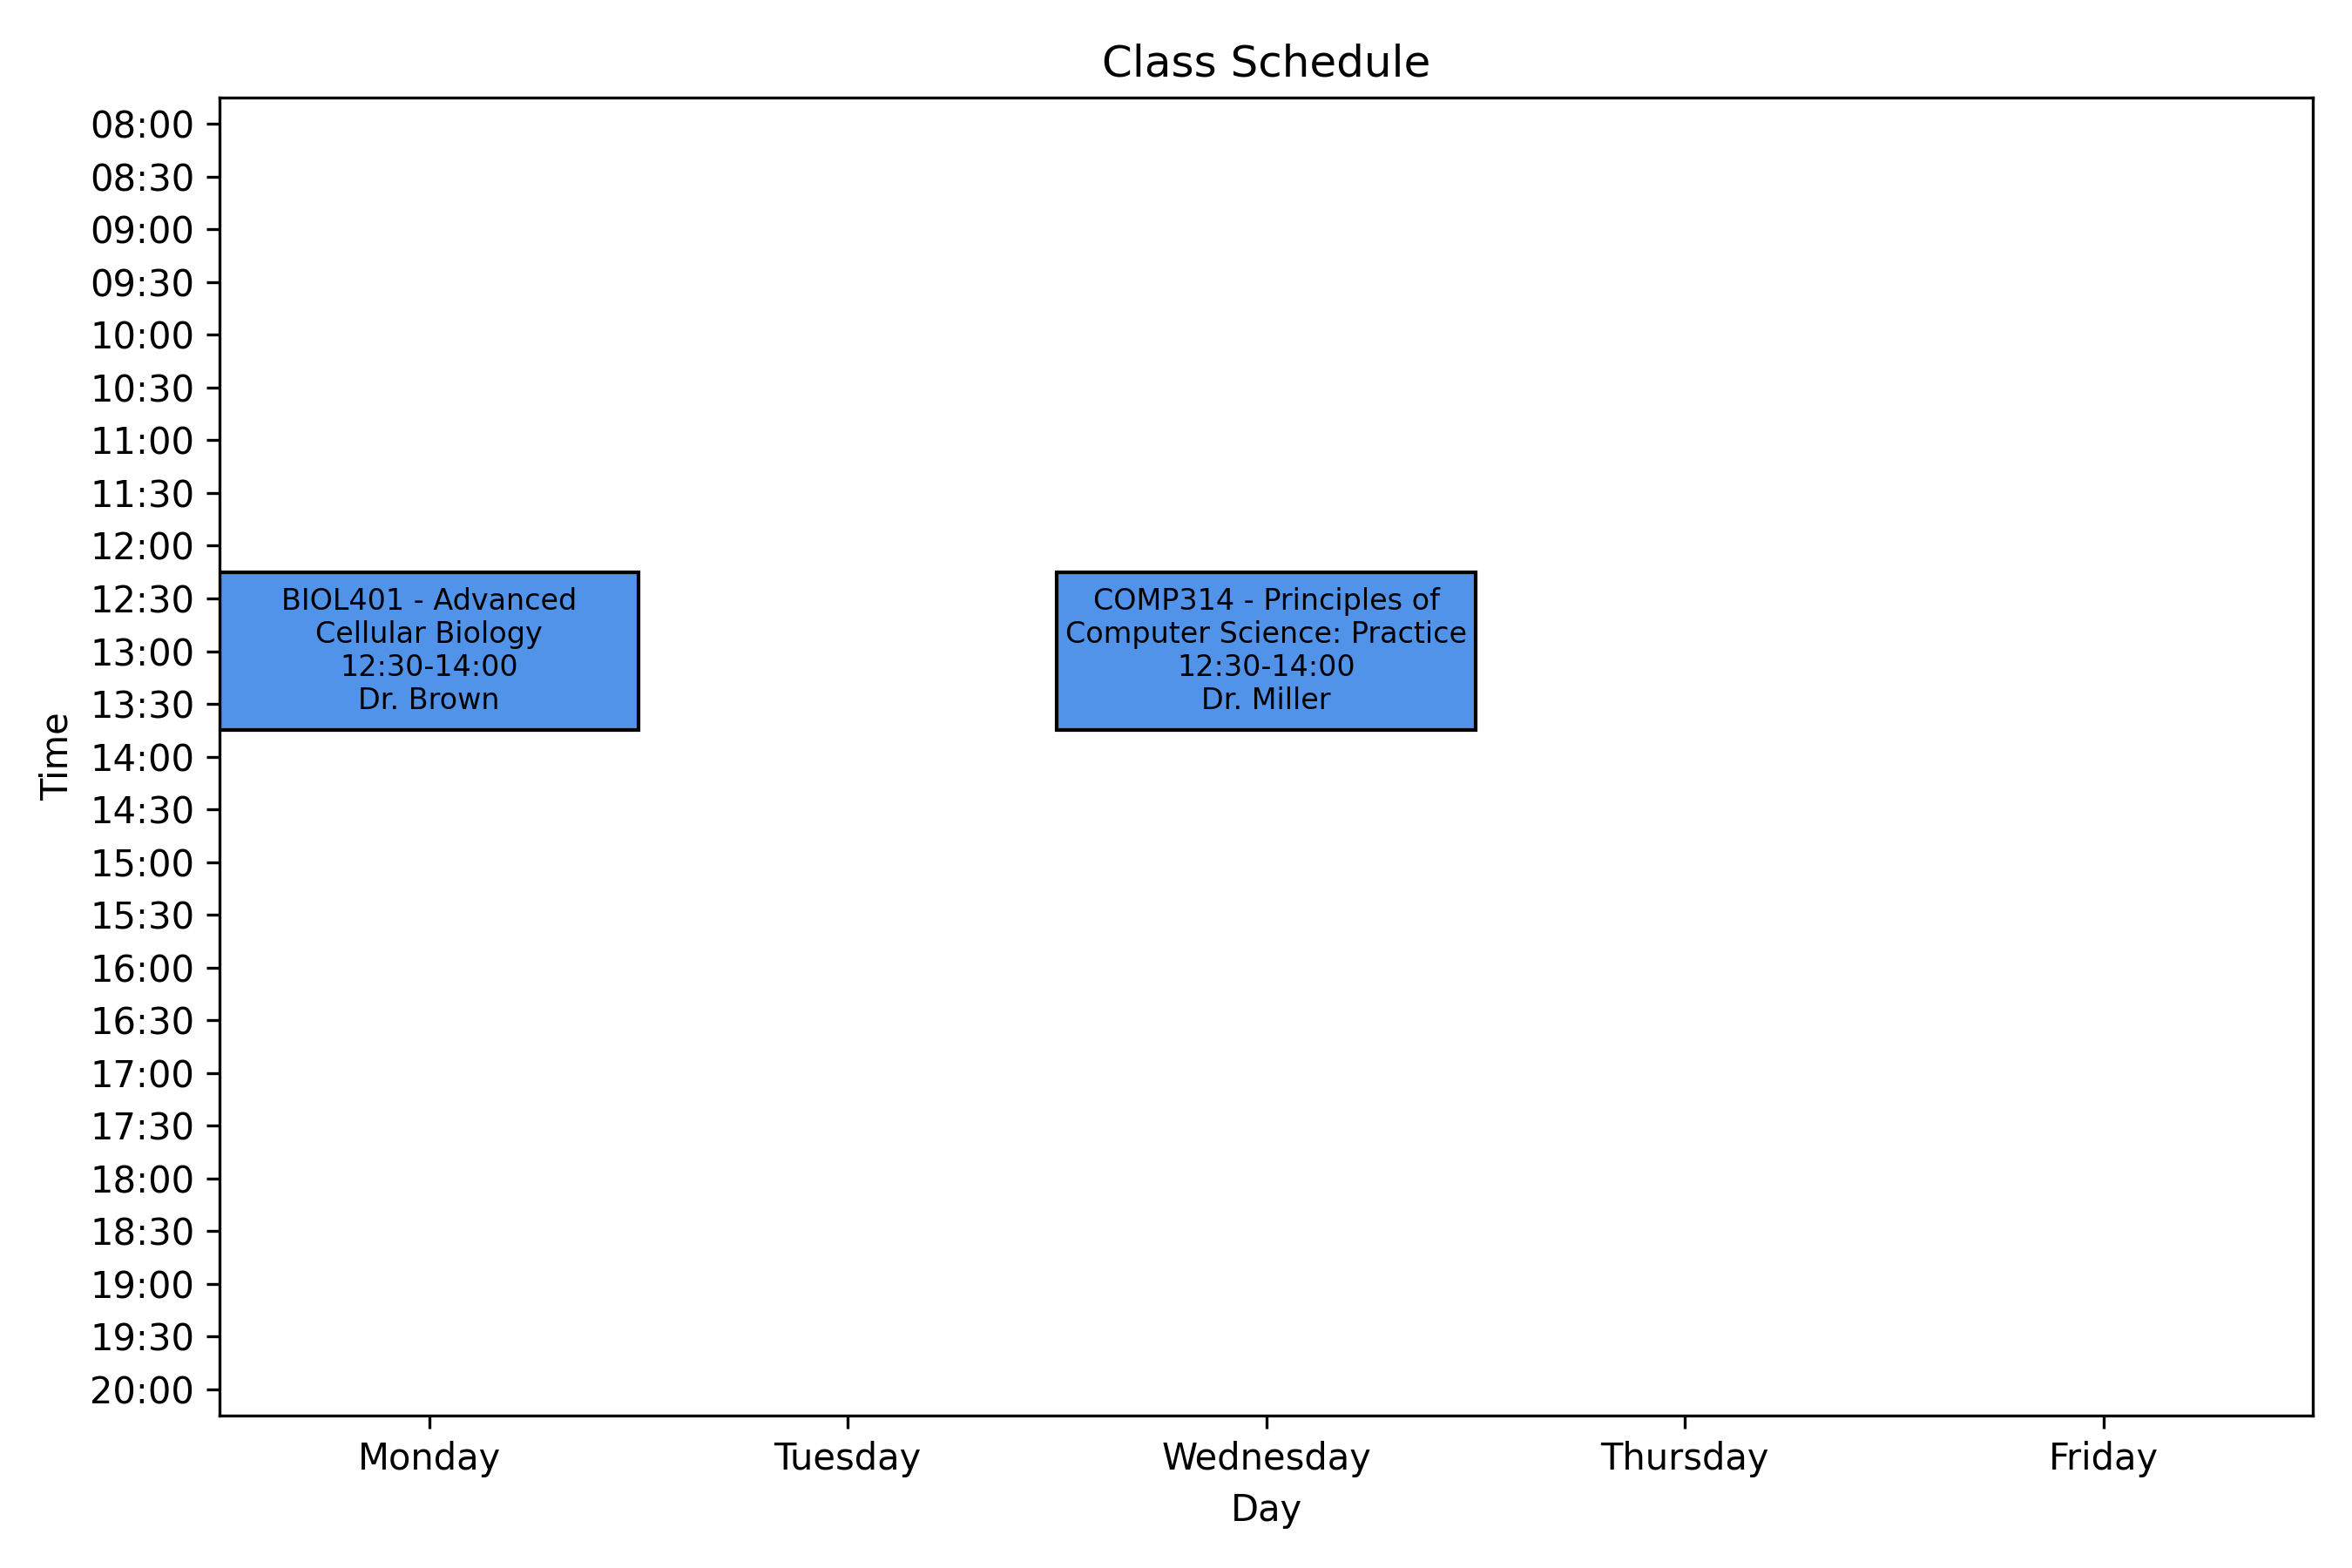 Class Schedule
Time
08:00
08:30
09:00
09:30
10:00
10:30
11:00
11:30
12:00
12:30
13:00
13:30
14:00
14:30
15:00
15:30
16:00
16:30
17:00
17:30
18:00
18:30
19:00
19:30
20:00
BIOL401 - Advanced
Cellular Biology
12:30-14:00
Dr. Brown
COMP314 - Principles of
Computer Science: Practice
12:30-14:00
Dr. Miller
Monday
Tuesday
Wednesday
Thursday
Friday
Day